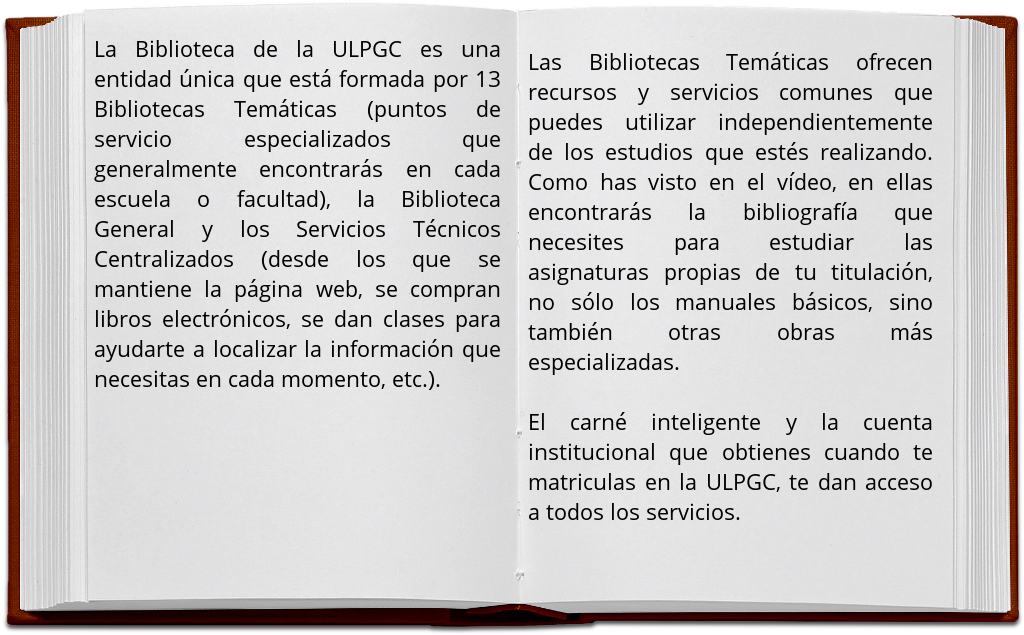 La Biblioteca de la ULPGC es una
entidad única que está formada por 13
Bibliotecas Temáticas (puntos de
servicio especializados que
generalmente encontrarás en cada
escuela o facultad), la Biblioteca
General y los Servicios Técnicos
Centralizados (desde los que se
mantiene la página web, se compran
libros electrónicos, se dan clases para
ayudarte a localizar la información que
necesitas en cada momento, etc.).
Las Bibliotecas Temáticas ofrecen
recursos y servicios comunes que
puedes utilizar independientemente
de los estudios que estés realizando.
Como has visto en el vídeo, en ellas
encontrarás la bibliografía que
necesites para estudiar las
asignaturas propias de tu titulación,
no sólo los manuales básicos, sino
también otras obras más
especializadas.
El carné inteligente y la cuenta
institucional que obtienes cuando te
matriculas en la ULPGC, te dan acceso
a todos los servicios.